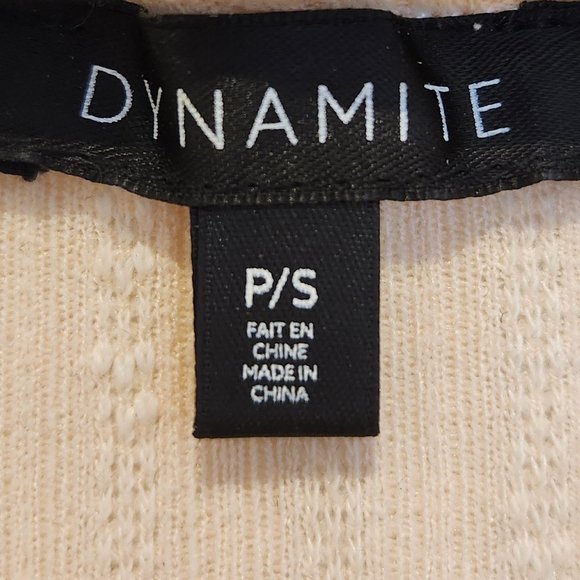 DYNAMITE
P/S
FAIT EN
CHINE
MADE IN
CHINA